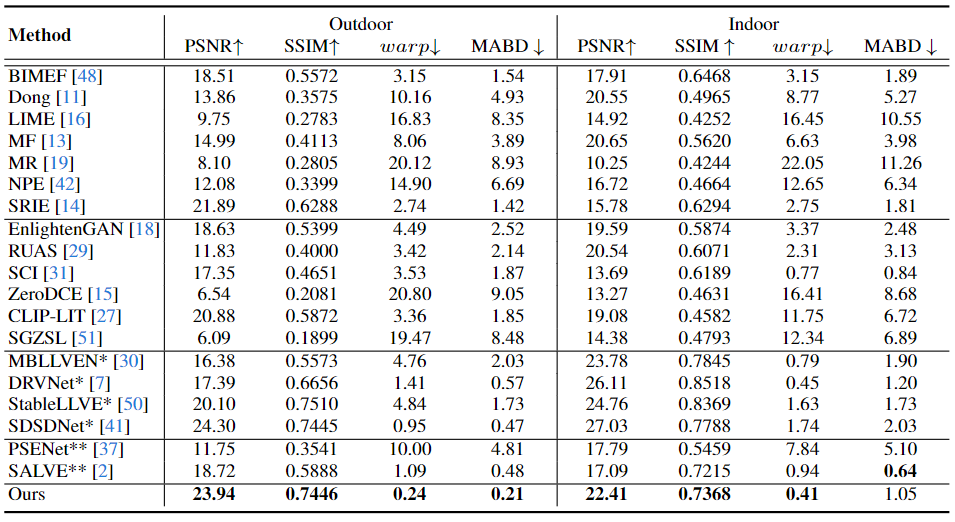 Method Outdoor Indoor
PSNR↑ SSIM↑ warp↓ MABD ↓ PSNR↑ SSIM ↑ warp↓ MABD ↓
BIMEF [48] 18.51 0.5572 3.15 1.54 17.91 0.6468 3.15 1.89
Dong [11] 13.86 0.3575 10.16 4.93 20.55 0.4965 8.77 5.27
LIME [16] 9.75 0.2783 16.83 8.35 14.92 0.4252 16.45 10.55
MF [13] 14.99 0.4113 8.06 3.89 20.65 0.5620 6.63 3.98
MR [19] 8.10 0.2805 20.12 8.93 10.25 0.4244 22.05 11.26
NPE [42] 12.08 0.3399 14.90 6.69 16.72 0.4664 12.65 6.34
SRIE [14] 21.89 0.6288 2.74 1.42 15.78 0.6294 2.75 1.81
EnlightenGAN [18] 18.63 0.5399 4.49 2.52 19.59 0.5874 3.37 2.48
RUAS [29] 11.83 0.4000 3.42 2.14 20.54 0.6071 2.31 3.13
SCI [31] 17.35 0.4651 3.53 1.87 13.69 0.6189 0.77 0.84
ZeroDCE [15] 6.54 0.2081 20.80 9.05 13.27 0.4631 16.41 8.68
CLIP-LIT [27] 20.88 0.5872 3.36 1.85 19.08 0.4582 11.75 6.72
SGZSL [51] 6.09 0.1899 19.47 8.48 14.38 0.4793 12.34 6.89
MBLLVEN* [30] 16.38 0.5573 4.76 2.03 23.78 0.7845 0.79 1.90
DRVNet* [7] 17.39 0.6656 1.41 0.57 26.11 0.8518 0.45 1.20
StableLLVE* [50] 20.10 0.7510 4.84 1.73 24.76 0.8369 1.63 1.73
SDSDNet* [41] 24.30 0.7445 0.95 0.47 27.03 0.7788 1.74 2.03
PSENet** [37] 11.75 0.3541 10.00 4.81 17.79 0.5459 7.84 5.10
SALVE** [2] 18.72 0.5888 1.09 0.48 17.09 0.7215 0.94 0.64
Ours 23.94 0.7446 0.24 0.21 22.41 0.7368 0.41 1.05